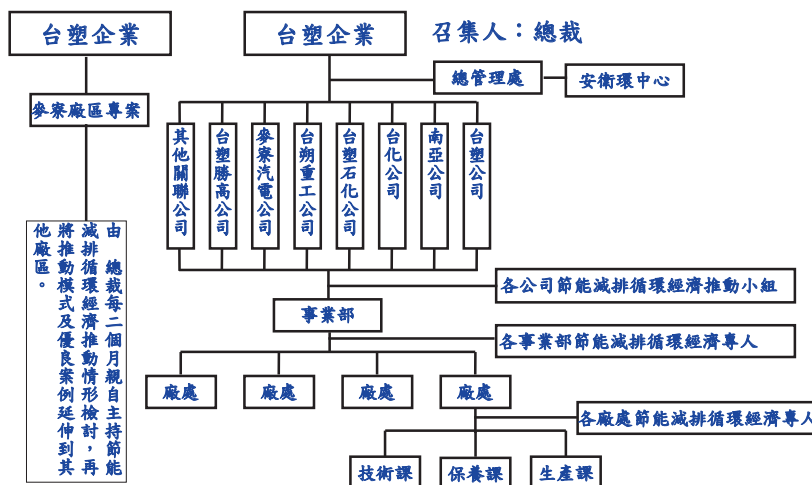 台塑企業
麥寮廠區專案
由　總裁每二個月親自主持節能
減排循環經濟推動情形檢討，再
將推動模式及優良案例延伸到其
他廠區。
台塑企業
召集人：總裁
總管理處
安衛環中心
其他關聯公司
台塑勝高公司
麥寮汽電公司
台朔重工公司
台塑石化公司
台化公司
南亞公司
台塑公司
各公司節能減排循環經濟推動小組
事業部
各事業部節能減排循環經濟專人
廠處
廠處
廠處
廠處
各廠處節能減排循環經濟專人
技術課
保養課
生產課